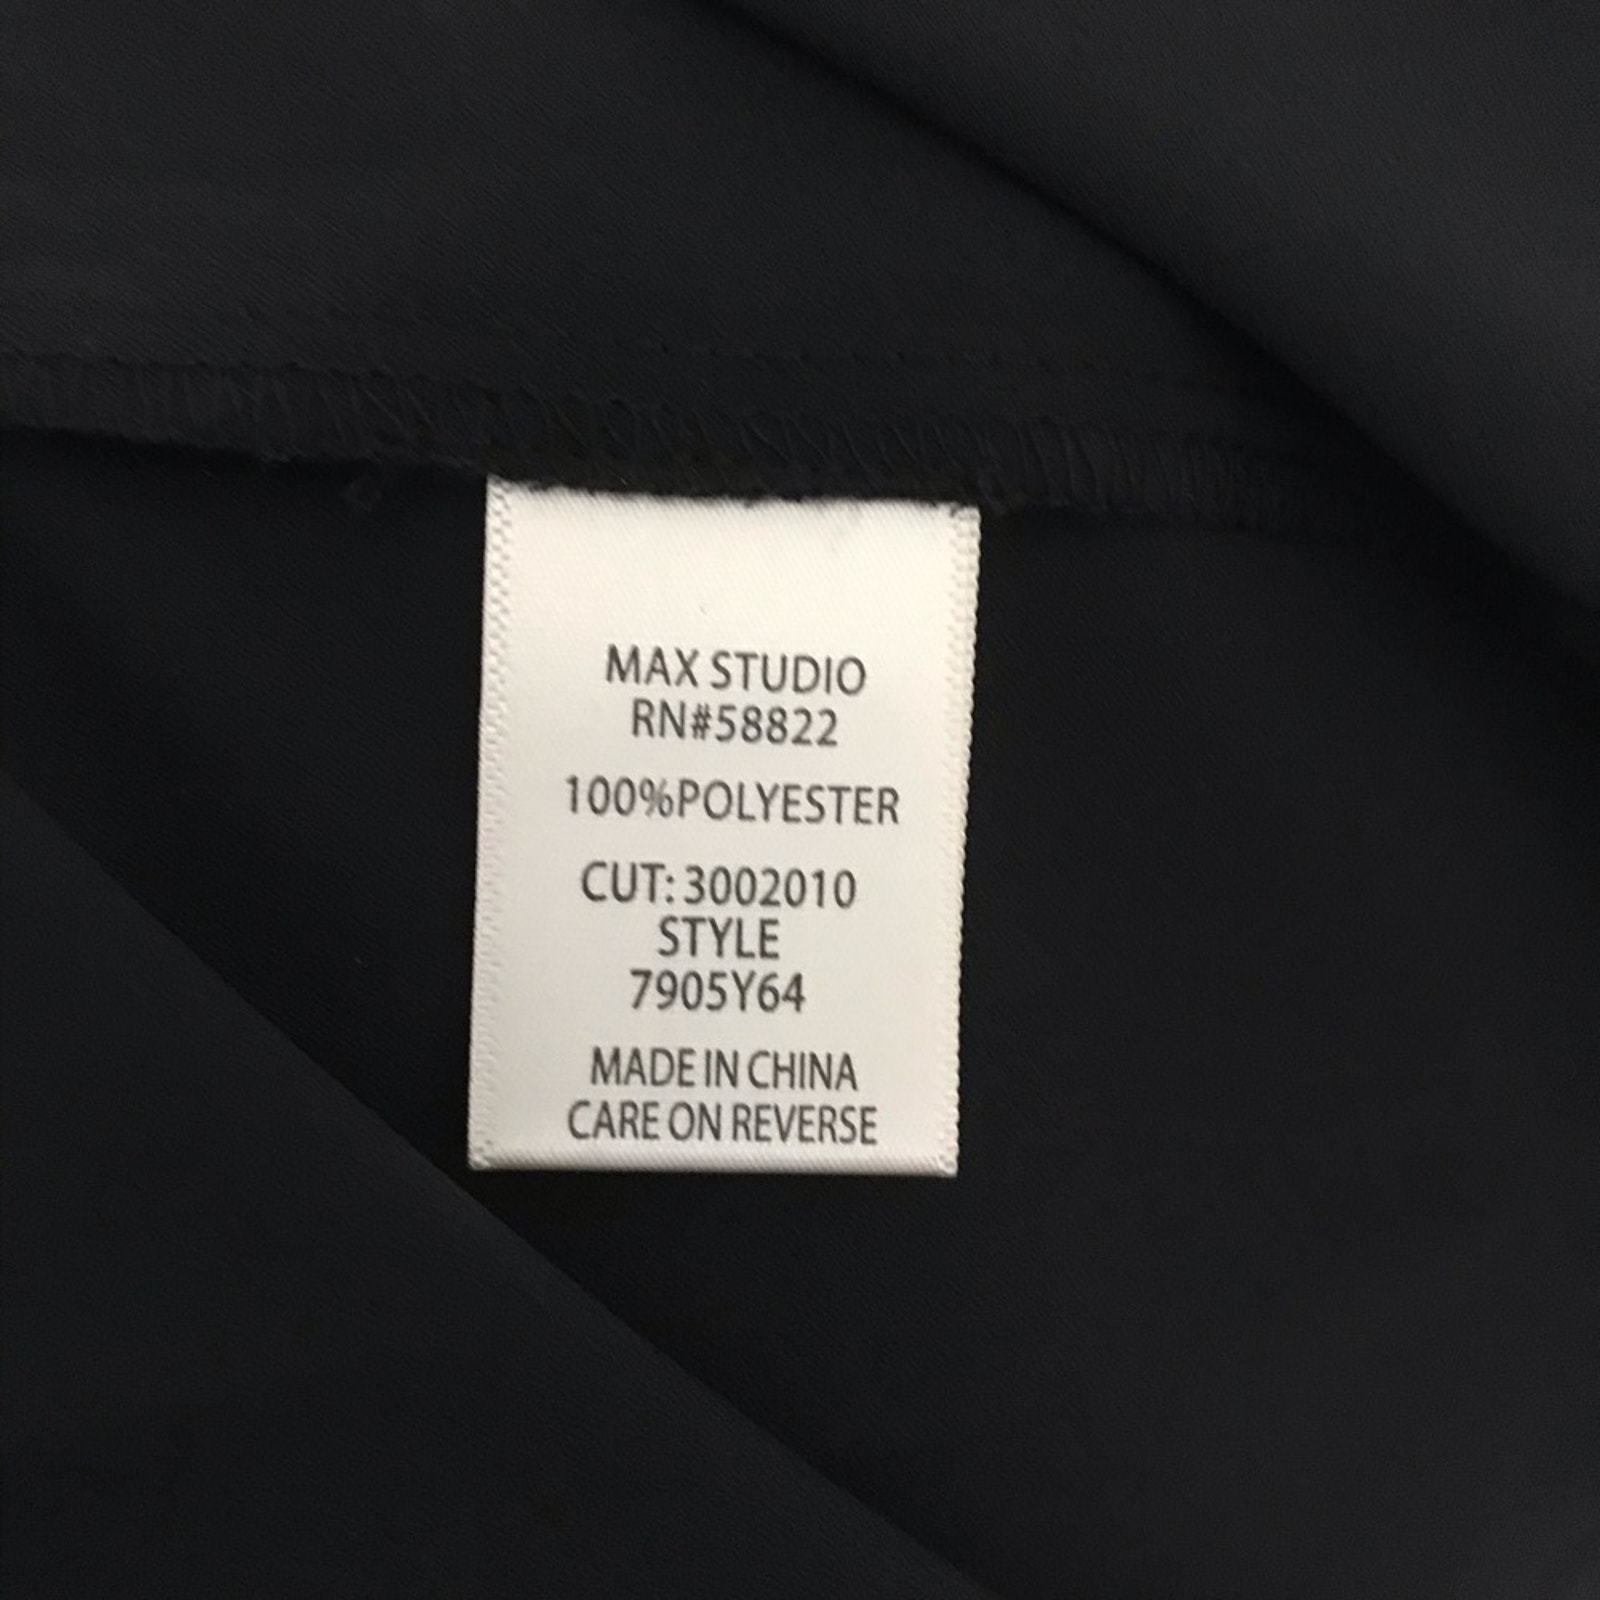 MAX STUDIO
RN#58822
100%POLYESTER
CUT: 3002010
STYLE
7905Y64
MADE IN CHINA
CARE ON REVERSE